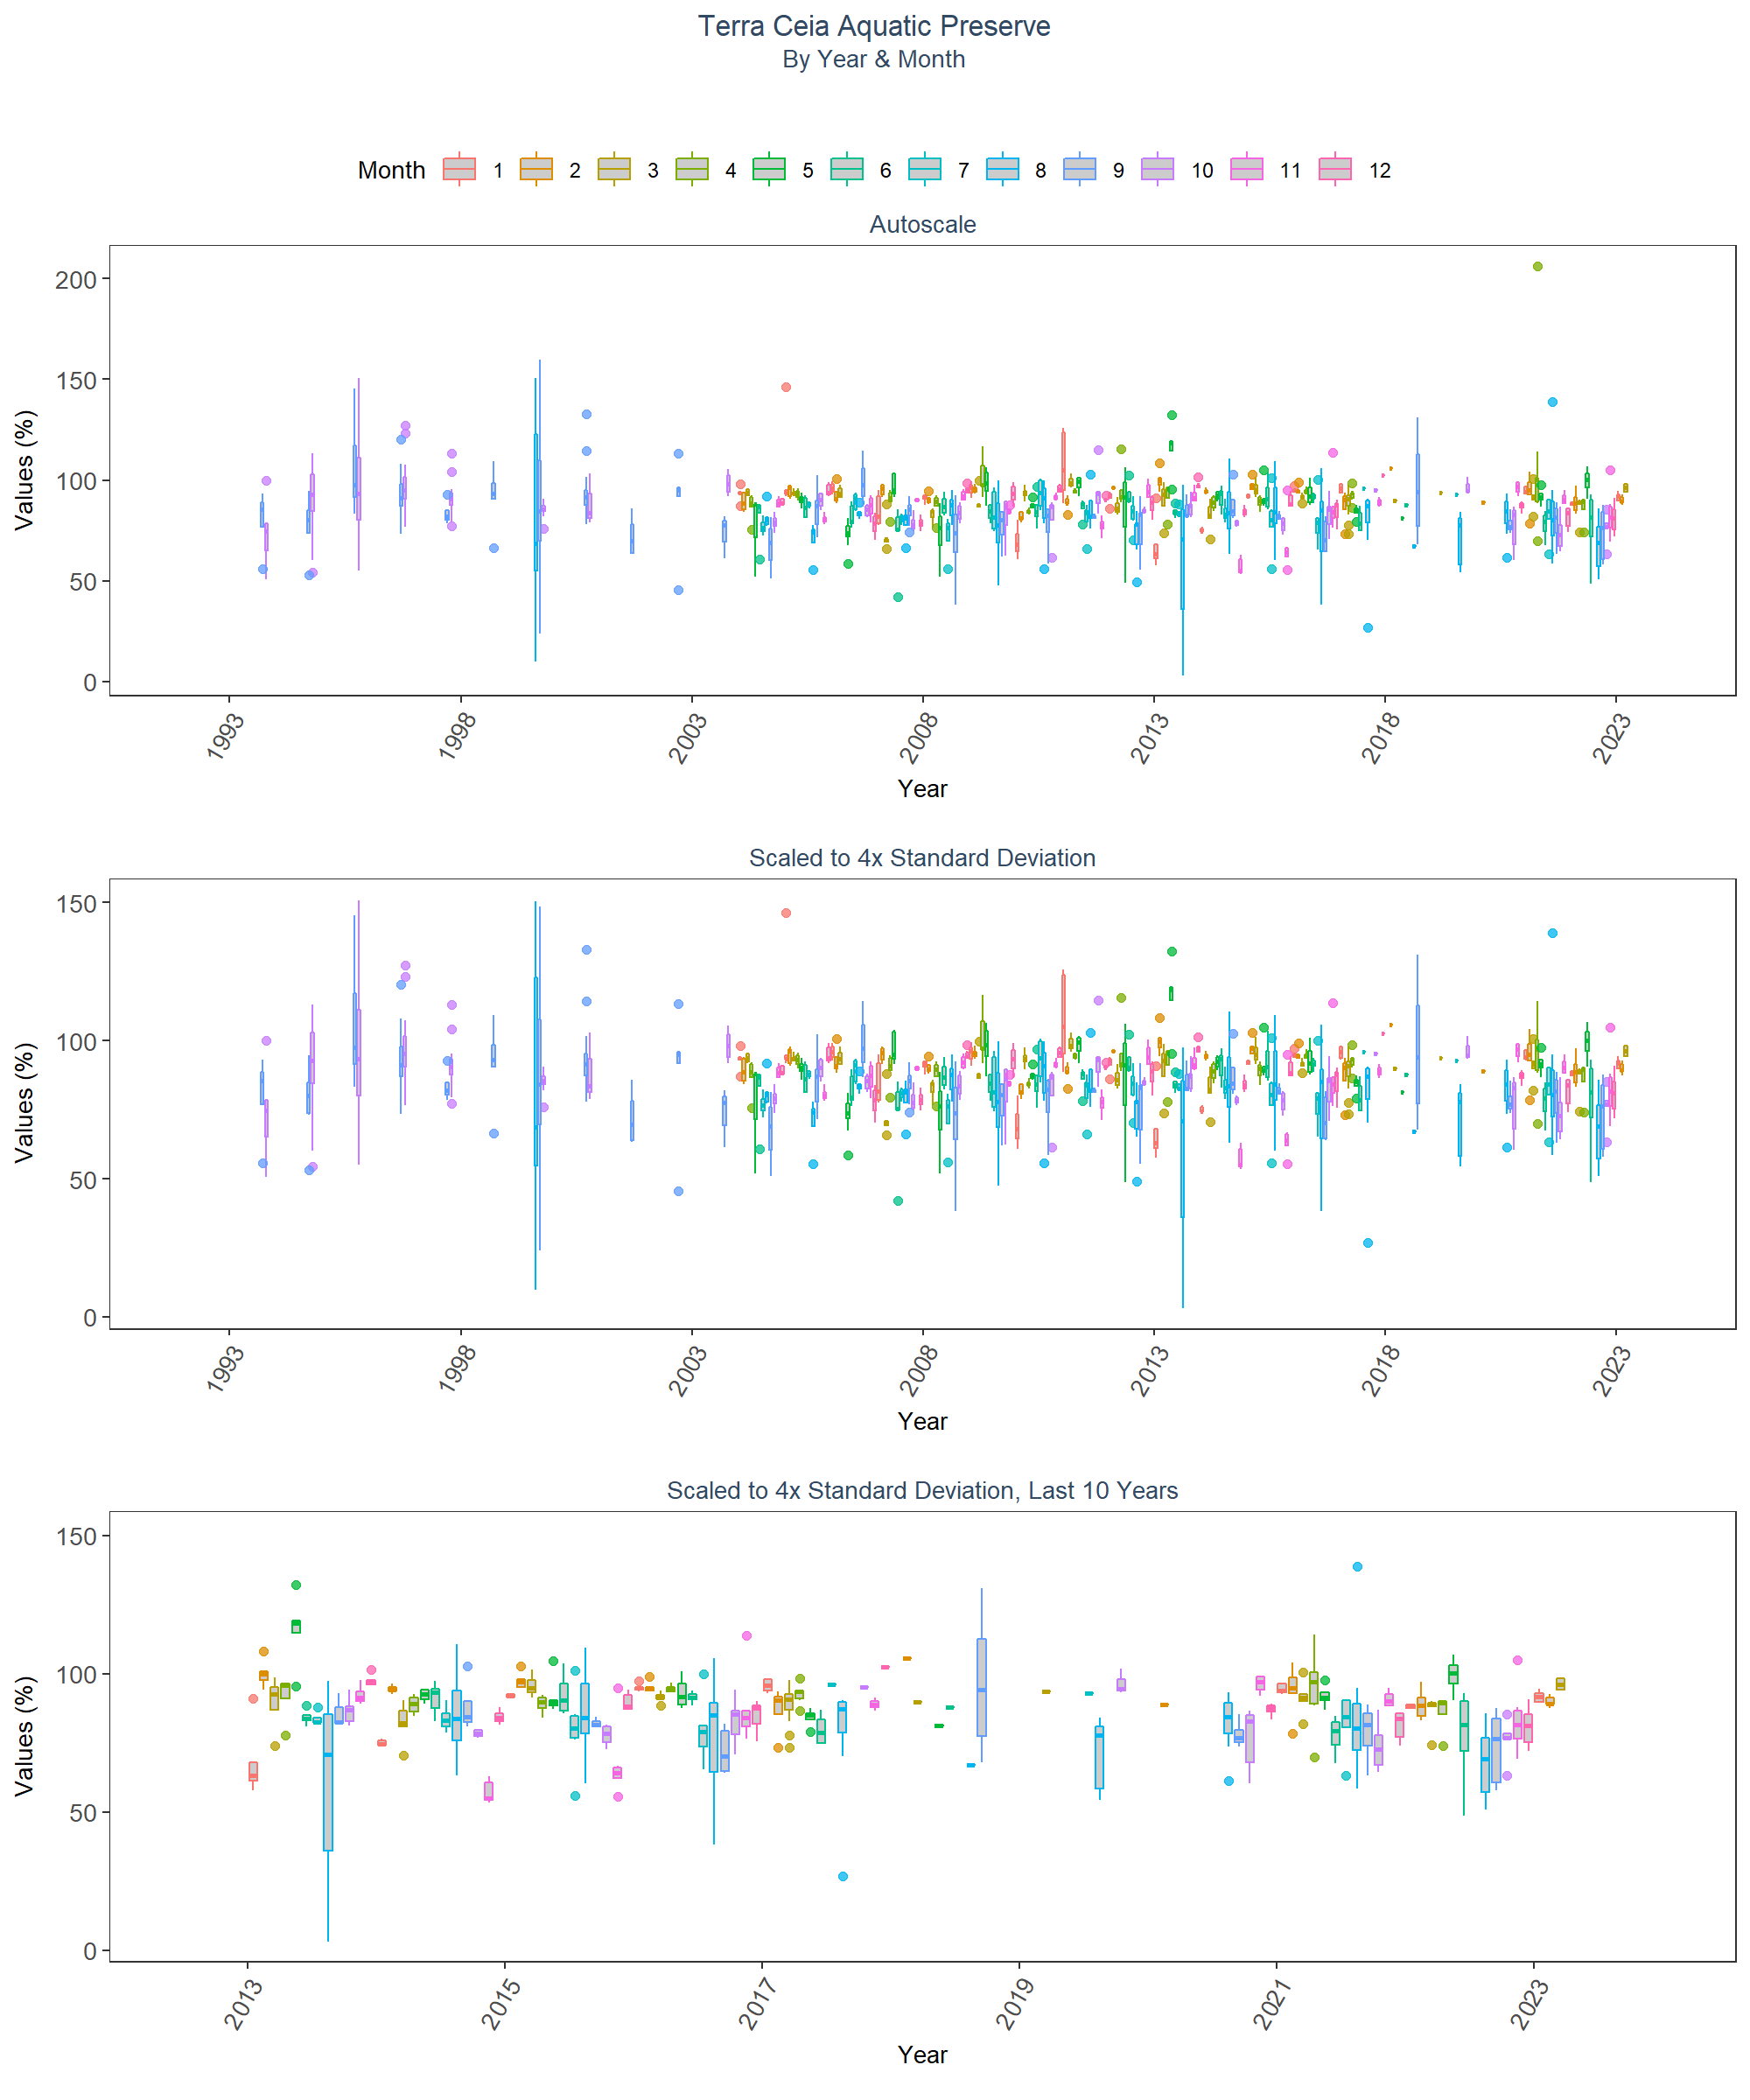 Terra Ceia Aquatic Preserve
By Year & Month
Month 1 2 3 4 5 6 7 8 9 10 11 12
Autoscale
Values (%)
200
150
100
50
0
1993 1998 2003 2008 2013 2018 2023
Year
Scaled to 4x Standard Deviation
Values (%)
150
100
50
0
1993 1998 2003 2008 2013 2018 2023
Year
Scaled to 4x Standard Deviation, Last 10 Years
Values (%)
150
100
50
0
2013 2015 2017 2019 2021 2023
Year